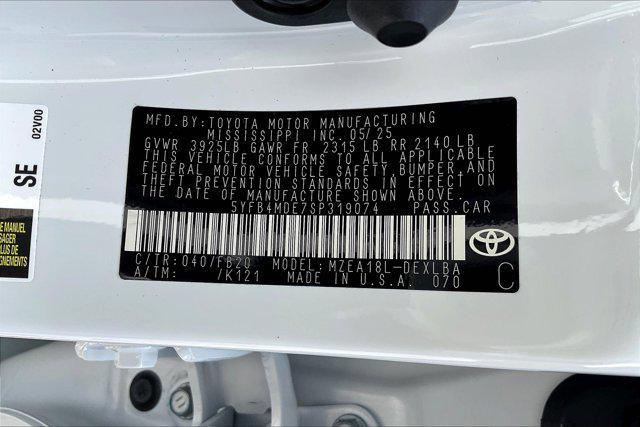 MFD.BY:TOYOTA MOTOR MANUFACTURING
MISSISSIPPI INC. 05/25
GVWR 3925LB GAWR FR 2315 LB RR 2140 LB
THIS VEHICLE CONFORMS TO ALL APPLICABLE
FEDERAL MOTOR VEHICLE SAFETY, BUMPER, AND
THEFT PREVENTION STANDARDS IN EFFECT ON
THE DATE OF MANUFACTURE SHOWN ABOVE.
5YFB4MDE7SP319074 PASS.CAR
C/TR:040/FB20 MODEL: MZEA18L-DEXLBA
A/TM: /K121 MADE IN U.S.A. 070 C
SE
02V00